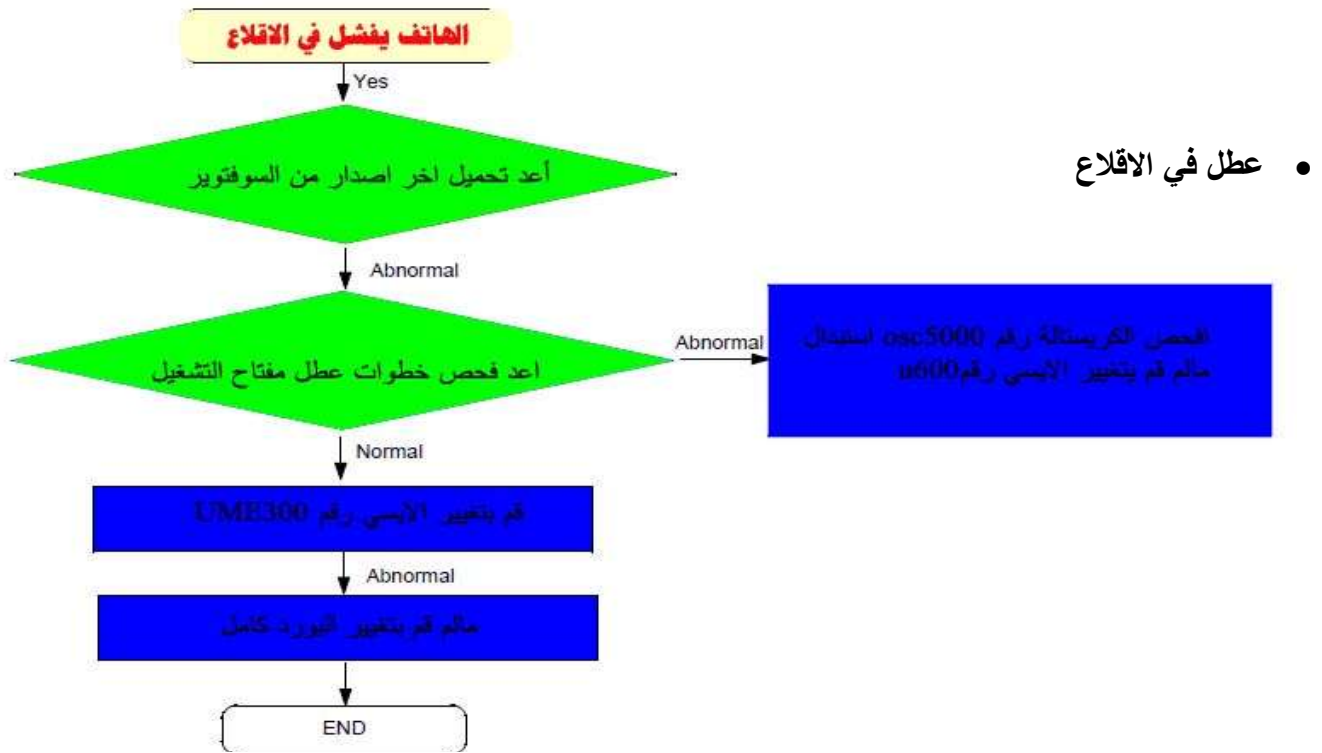 الهاتف يفشل في الاقلاع
Yes
أعد تحميل اخر اصدار من السوفتوير
• عطل في الاقلاع
Abnormal
اعد فحص خطوات عطل مفتاح التشغيل
Abnormal
افحص الكريستالة رقم osc5000 استبدال
مالم قم بتغيير الايسي رقم u600
Normal
قم بتغيير الايسي رقم UME300
Abnormal
مالم قم بتغيير البورد كامل
END